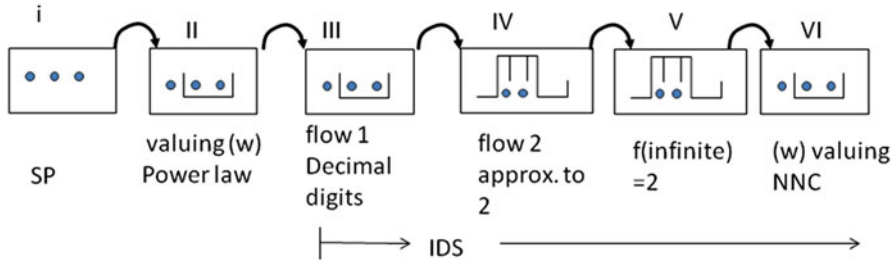 i
II
III
IV
V
VI
SP
valuing (w)
Power law
flow 1
Decimal
digits
flow 2
approx. to
2
f(infinite)
=2
(w) valuing
NNC
IDS